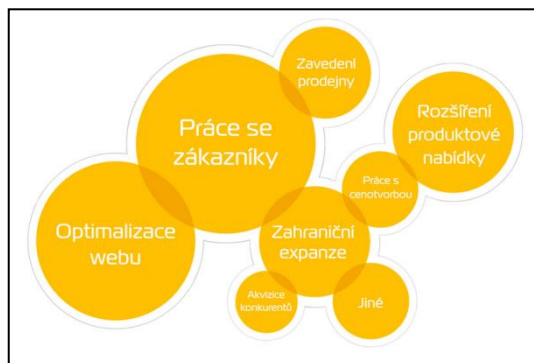 Zavedení
prodejny
Práce se
zákazníky
Rozšíření
produktové
nabídky
Práce s
cenotvorbou
Optimalizace
webu
Zahraniční
expanze
Akvizice
konkurentů
Jiné